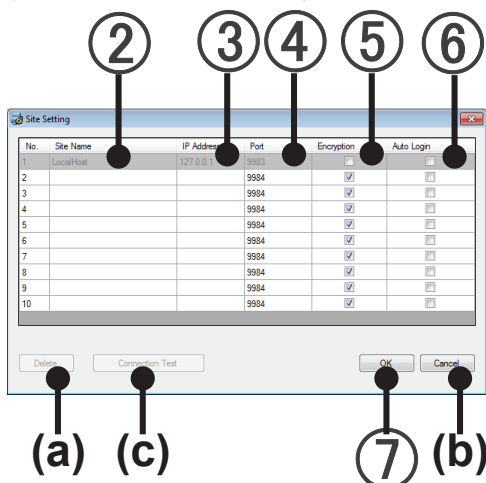 ② ③ ④ ⑤ ⑥
Site Setting
No. Site Name IP Address Port Encryption Auto Login
1 LocalHost 127.0.0.1 9983
2 9984
3 9984
4 9984
5 9984
6 9984
7 9984
8 9984
9 9984
10 9984
Delete Connection Test OK Cancel
(a) (c) ⑦ (b)